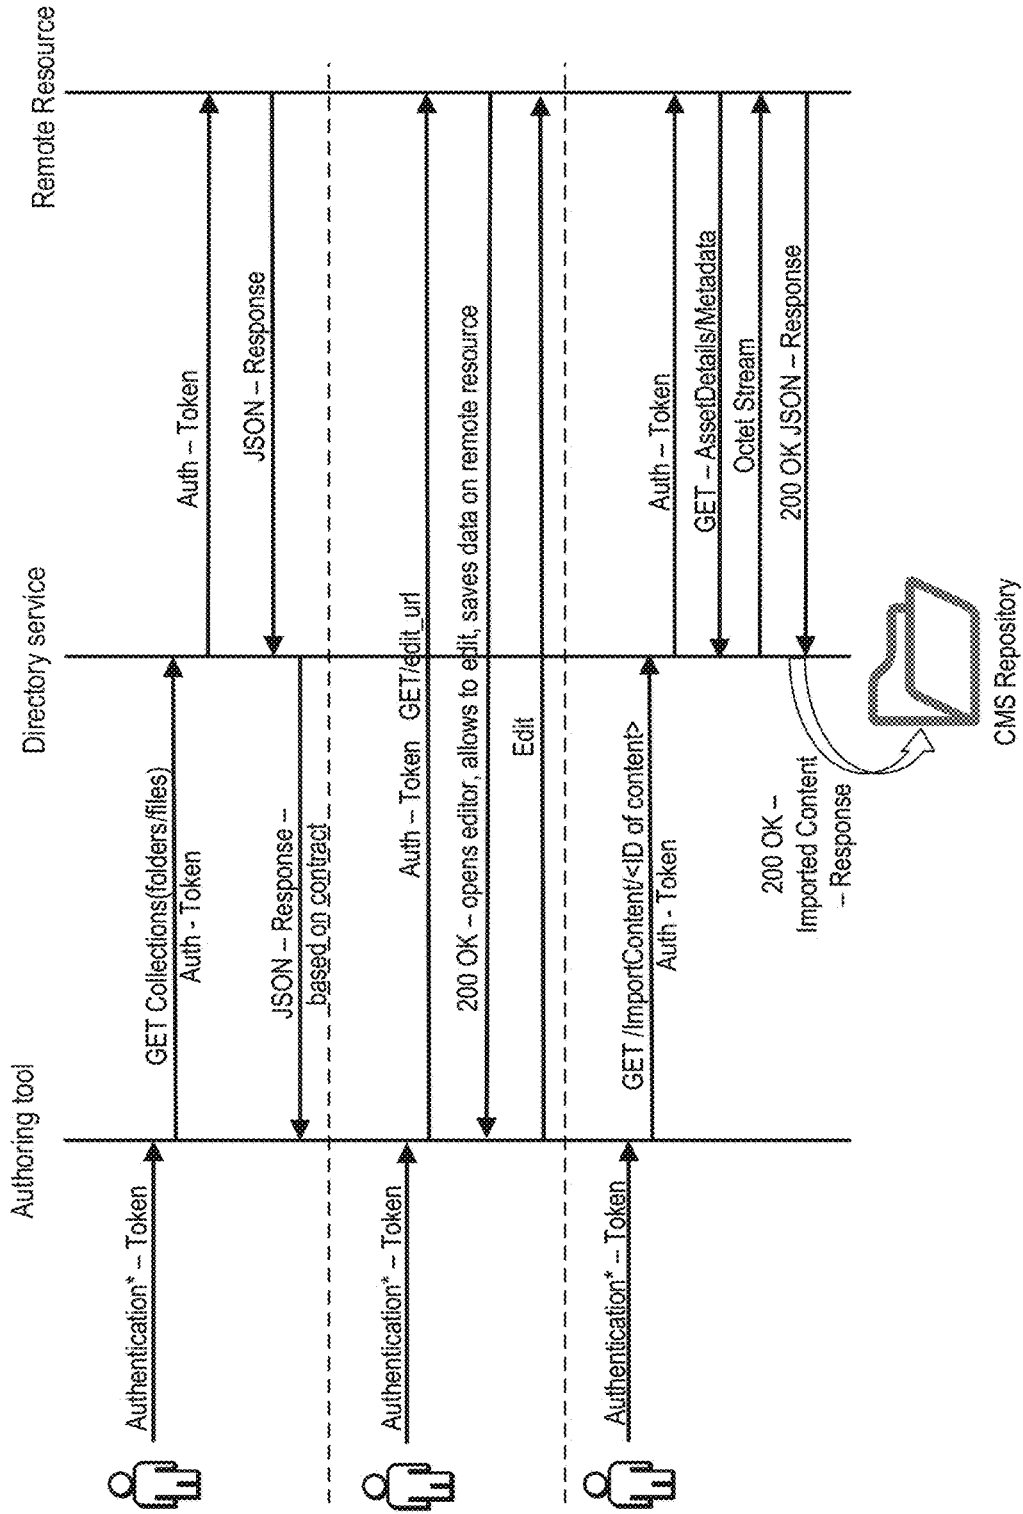 Authoring tool
Directory service
Remote Resource
Authentication* – Token
GET Collections(folders/files)
Auth - Token
Auth – Token
JSON – Response
JSON – Response –
based on contract
Authentication* – Token
Auth – Token GET/edit_url
200 OK – opens editor, allows to edit, saves data on remote resource
Edit
Authentication* – Token
GET /ImportContent/<ID of content>
Auth - Token
Auth – Token
GET – AssetDetails/Metadata
Octet Stream
200 OK JSON – Response
200 OK –
Imported Content
– Response
CMS Repository